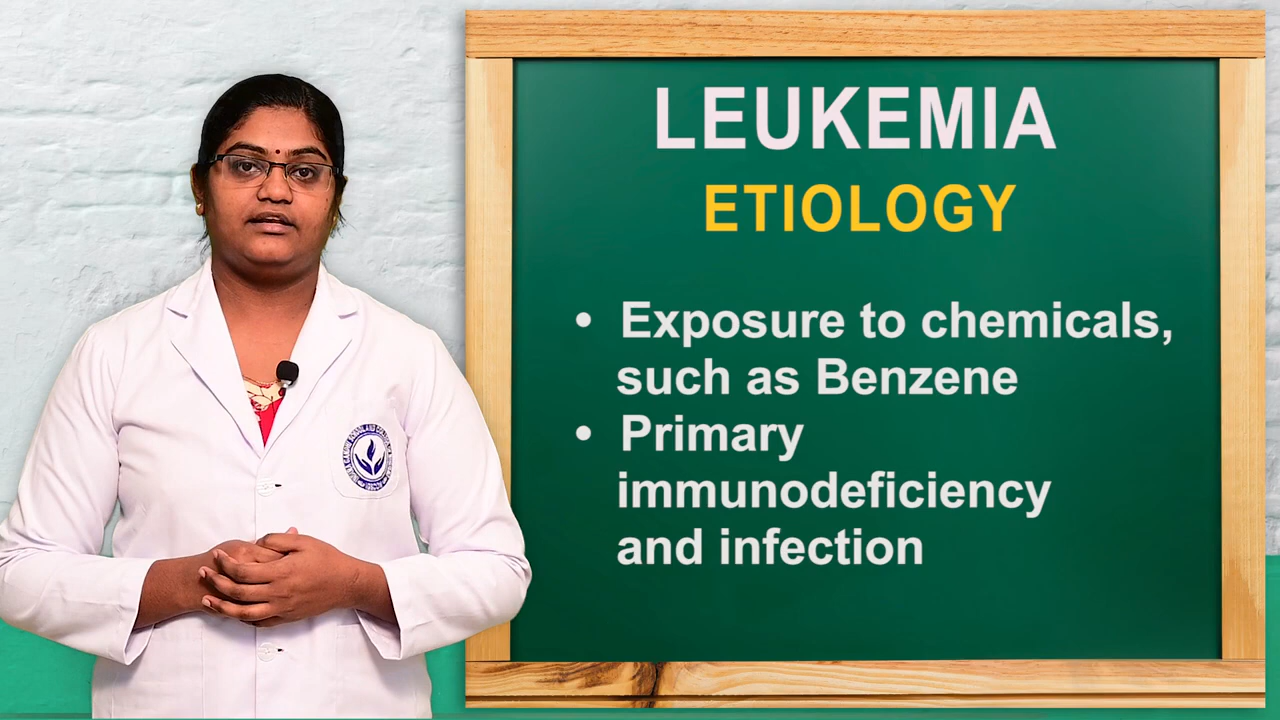 LEUKEMIA
ETIOLOGY
• Exposure to chemicals,
such as Benzene
• Primary
immunodeficiency
and infection